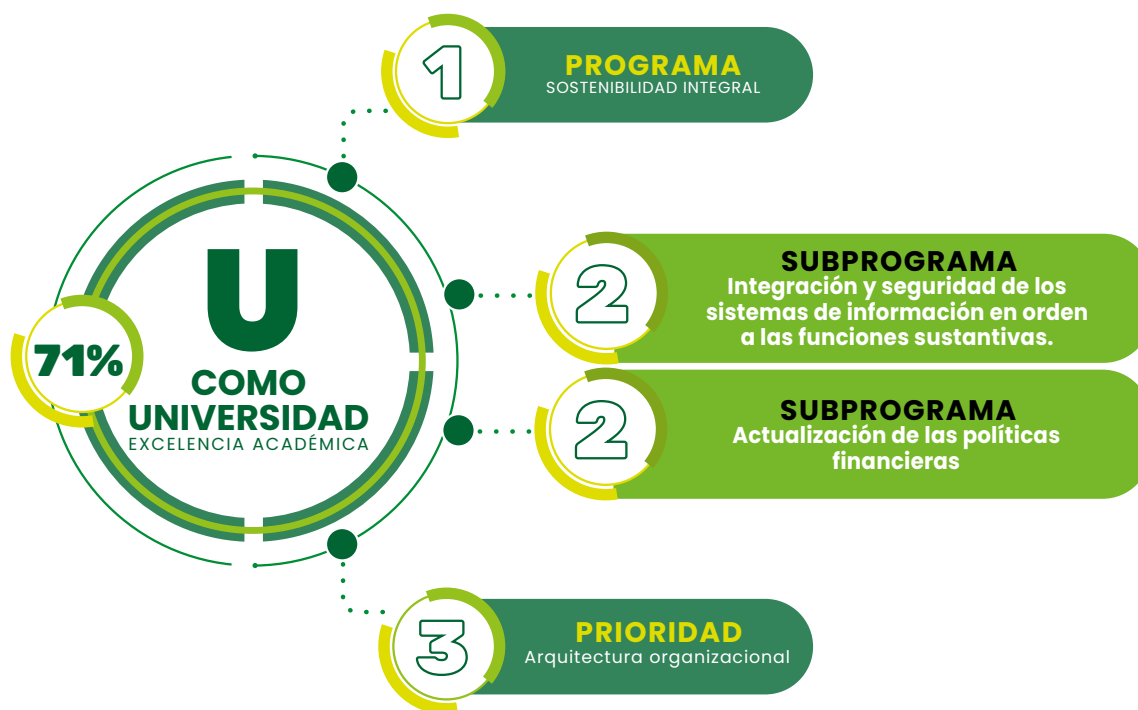 1
PROGRAMA
SOSTENIBILIDAD INTEGRAL
71%
U
COMO
UNIVERSIDAD
EXCELENCIA ACADÉMICA
2
SUBPROGRAMA
Integración y seguridad de los
sistemas de información en orden
a las funciones sustantivas.
2
SUBPROGRAMA
Actualización de las políticas
financieras
3
PRIORIDAD
Arquitectura organizacional